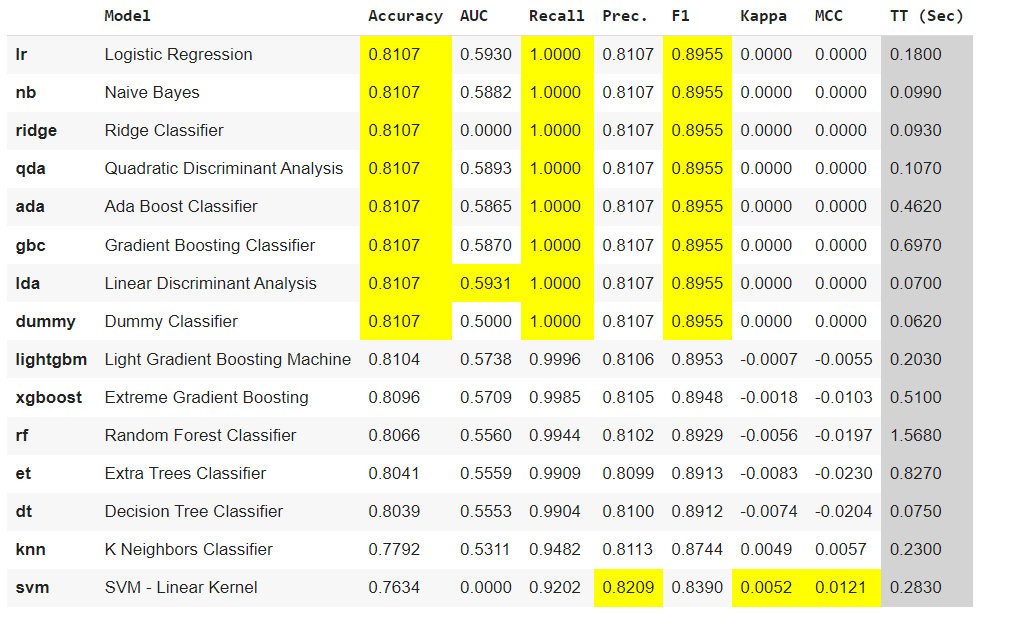 Model Accuracy AUC Recall Prec. F1 Kappa MCC TT (Sec)
lr Logistic Regression 0.8107 0.5930 1.0000 0.8107 0.8955 0.0000 0.0000 0.1800
nb Naive Bayes 0.8107 0.5882 1.0000 0.8107 0.8955 0.0000 0.0000 0.0990
ridge Ridge Classifier 0.8107 0.0000 1.0000 0.8107 0.8955 0.0000 0.0000 0.0930
qda Quadratic Discriminant Analysis 0.8107 0.5893 1.0000 0.8107 0.8955 0.0000 0.0000 0.1070
ada Ada Boost Classifier 0.8107 0.5865 1.0000 0.8107 0.8955 0.0000 0.0000 0.4620
gbc Gradient Boosting Classifier 0.8107 0.5870 1.0000 0.8107 0.8955 0.0000 0.0000 0.6970
lda Linear Discriminant Analysis 0.8107 0.5931 1.0000 0.8107 0.8955 0.0000 0.0000 0.0700
dummy Dummy Classifier 0.8107 0.5000 1.0000 0.8107 0.8955 0.0000 0.0000 0.0620
lightgbm Light Gradient Boosting Machine 0.8104 0.5738 0.9996 0.8106 0.8953 -0.0007 -0.0055 0.2030
xgboost Extreme Gradient Boosting 0.8096 0.5709 0.9985 0.8105 0.8948 -0.0018 -0.0103 0.5100
rf Random Forest Classifier 0.8066 0.5560 0.9944 0.8102 0.8929 -0.0056 -0.0197 1.5680
et Extra Trees Classifier 0.8041 0.5559 0.9909 0.8099 0.8913 -0.0083 -0.0230 0.8270
dt Decision Tree Classifier 0.8039 0.5553 0.9904 0.8100 0.8912 -0.0074 -0.0204 0.0750
knn K Neighbors Classifier 0.7792 0.5311 0.9482 0.8113 0.8744 0.0049 0.0057 0.2300
svm SVM - Linear Kernel 0.7634 0.0000 0.9202 0.8209 0.8390 0.0052 0.0121 0.2830